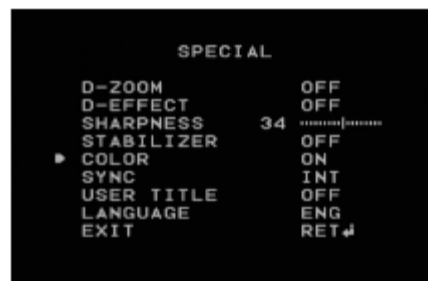 SPECIAL
D-ZOOM OFF
D-EFFECT OFF
SHARPNESS 34
STABILIZER OFF
COLOR ON
SYNC INT
USER TITLE OFF
LANGUAGE ENG
EXIT RET↲